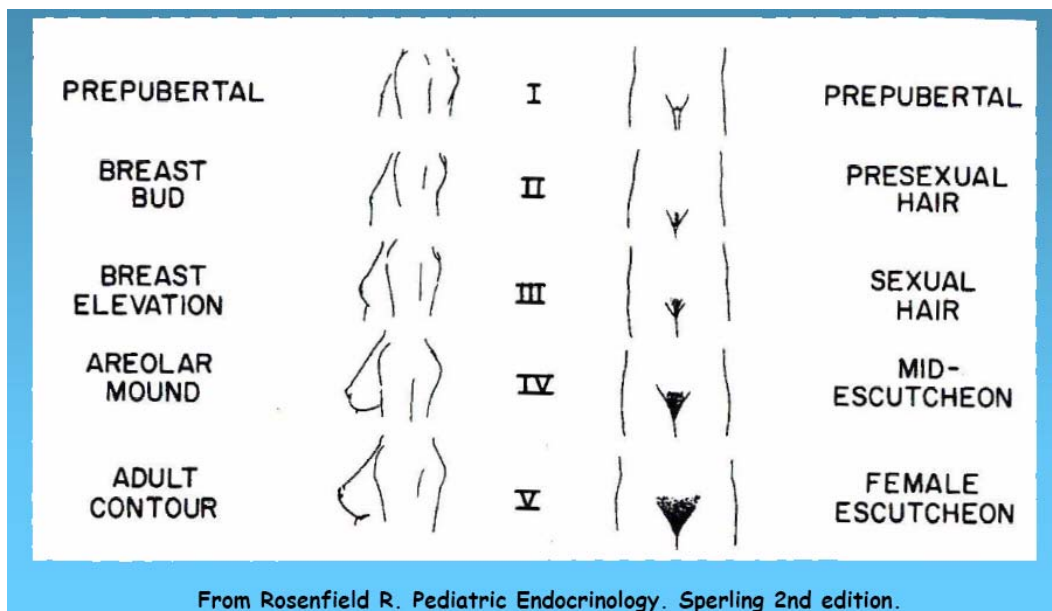 PREPUBERTAL I PREPUBERTAL
BREAST
BUD
II
PRESEXUAL
HAIR
BREAST
ELEVATION
III
SEXUAL
HAIR
AREOLAR
MOUND
IV
MID-
ESCUTCHEON
ADULT
CONTOUR
V
FEMALE
ESCUTCHEON
From Rosenfield R. Pediatric Endocrinology. Sperling 2nd edition.